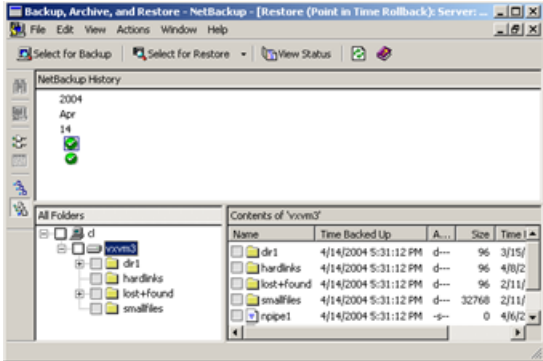 Backup, Archive, and Restore - NetBackup - [Restore (Point in Time Rollback): Server: ...
File Edit View Actions Window Help
Select for Backup Select for Restore View Status
NetBackup History
2004
Apr
14
All Folders
Contents of 'vxvm3'
Name Time Backed Up A... Size Time
cl
vxvm3
dir1
hardlinks
lost+found
smallfiles
dir1 4/14/2004 5:31:12 PM d--- 96 3/15/
hardlinks 4/14/2004 5:31:12 PM d--- 96 4/8/2
lost+found 4/14/2004 5:31:12 PM d--- 96 2/11/
smallfiles 4/14/2004 5:31:12 PM d--- 32768 2/11/
npipe1 4/14/2004 5:31:12 PM -s-- 0 4/6/2